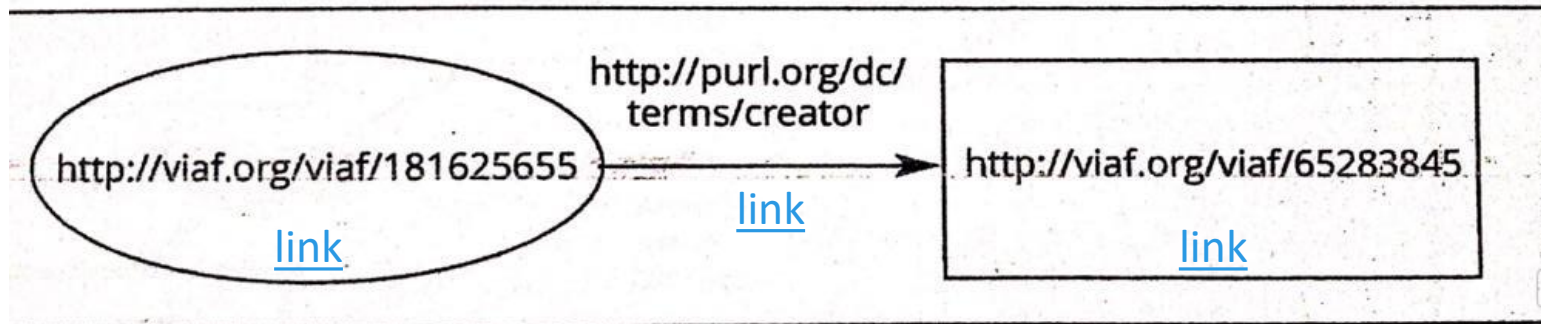 http://viaf.org/viaf/181625655
link
http://purl.org/dc/
terms/creator
link
http://viaf.org/viaf/65283845
link